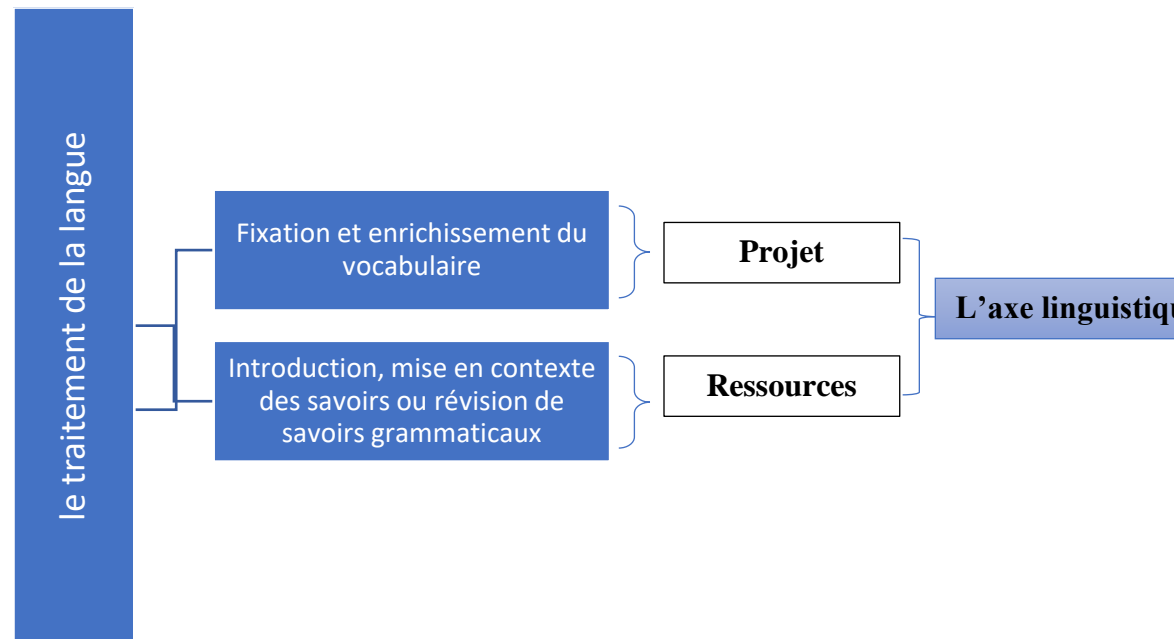 le traitement de la langue
Fixation et enrichissement du
vocabulaire
Projet
Introduction, mise en contexte
des savoirs ou révision de
savoirs grammaticaux
Ressources
L’axe linguistiqu